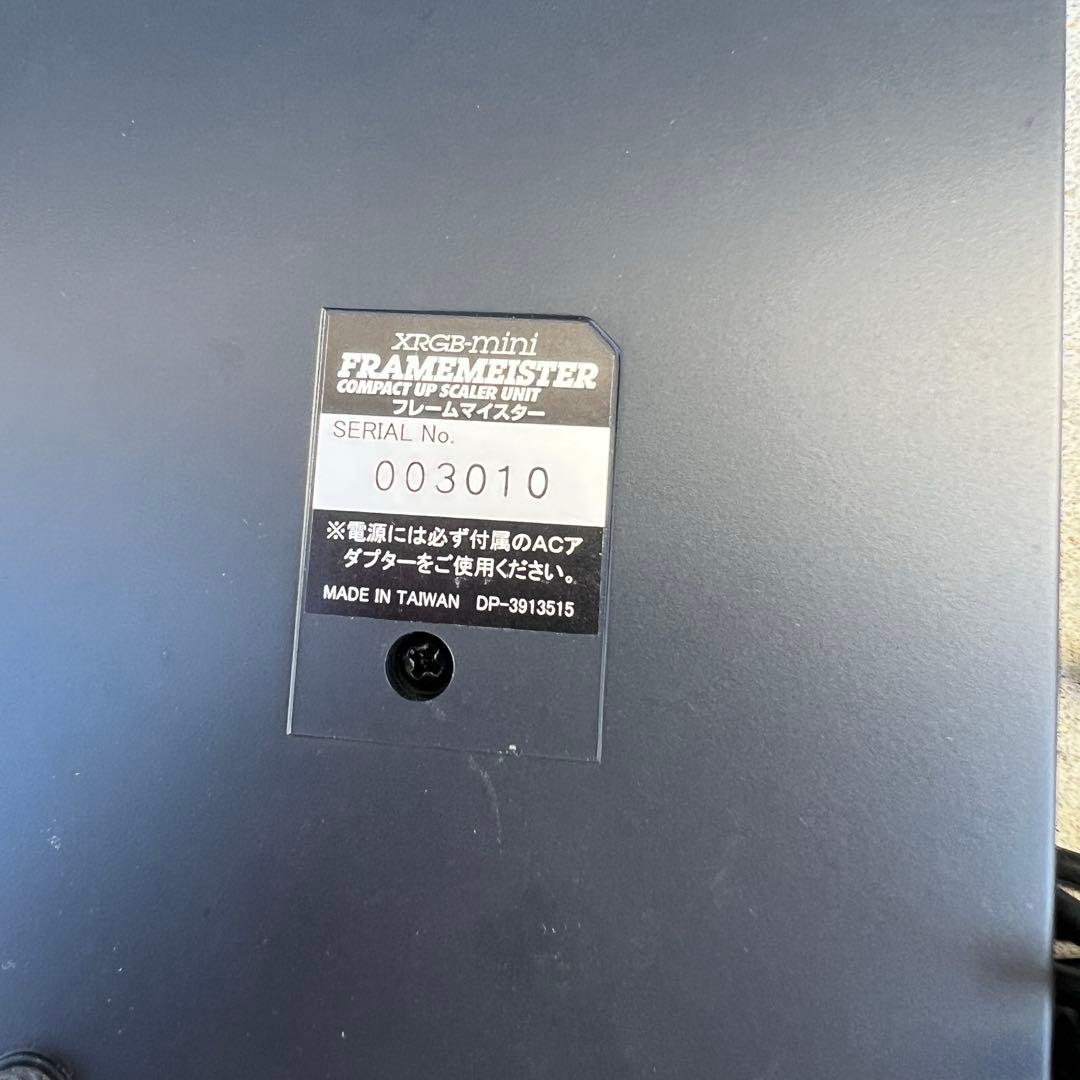 XRGB-mini
FRAMEMEISTER
COMPACT UP SCALER UNIT
フレームマイスター
SERIAL No.
003010
※電源には必ず付属のACア
ダプターをご使用ください。
MADE IN TAIWAN DP-3913515